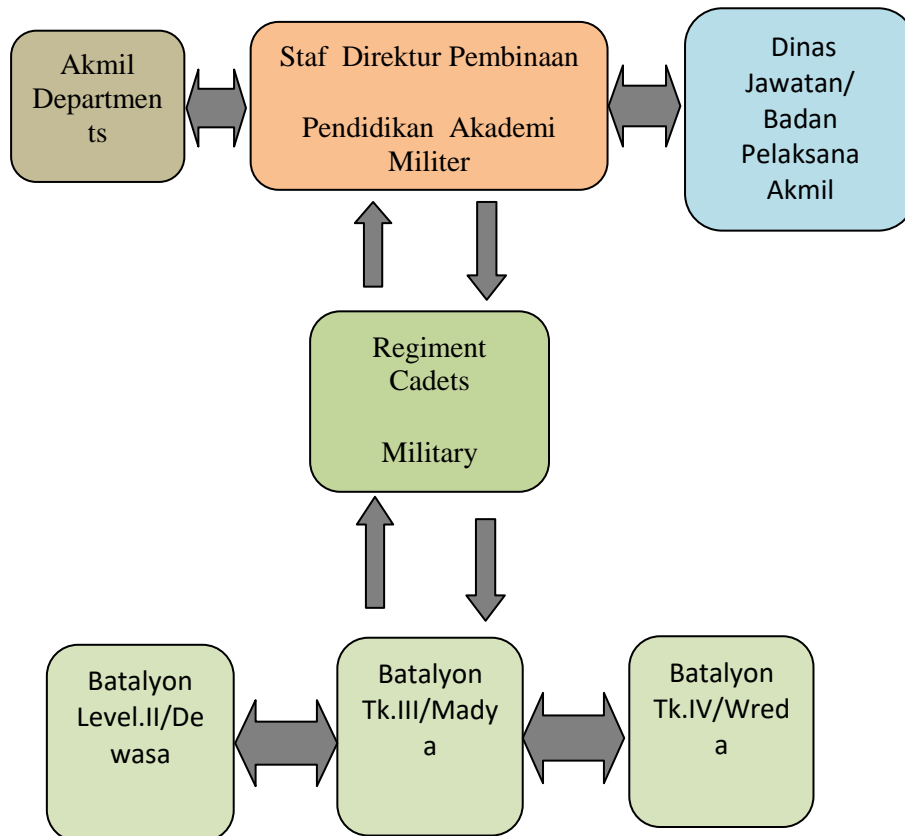 Akmil
Departmen
ts
Staf Direktur Pembinaan
Pendidikan Akademi
Militer
Dinas
Jawatan/
Badan
Pelaksana
Akmil
Regiment
Cadets
Military
Batalyon
Level.II/De
wasa
Batalyon
Tk.III/Mady
a
Batalyon
Tk.IV/Wred
a